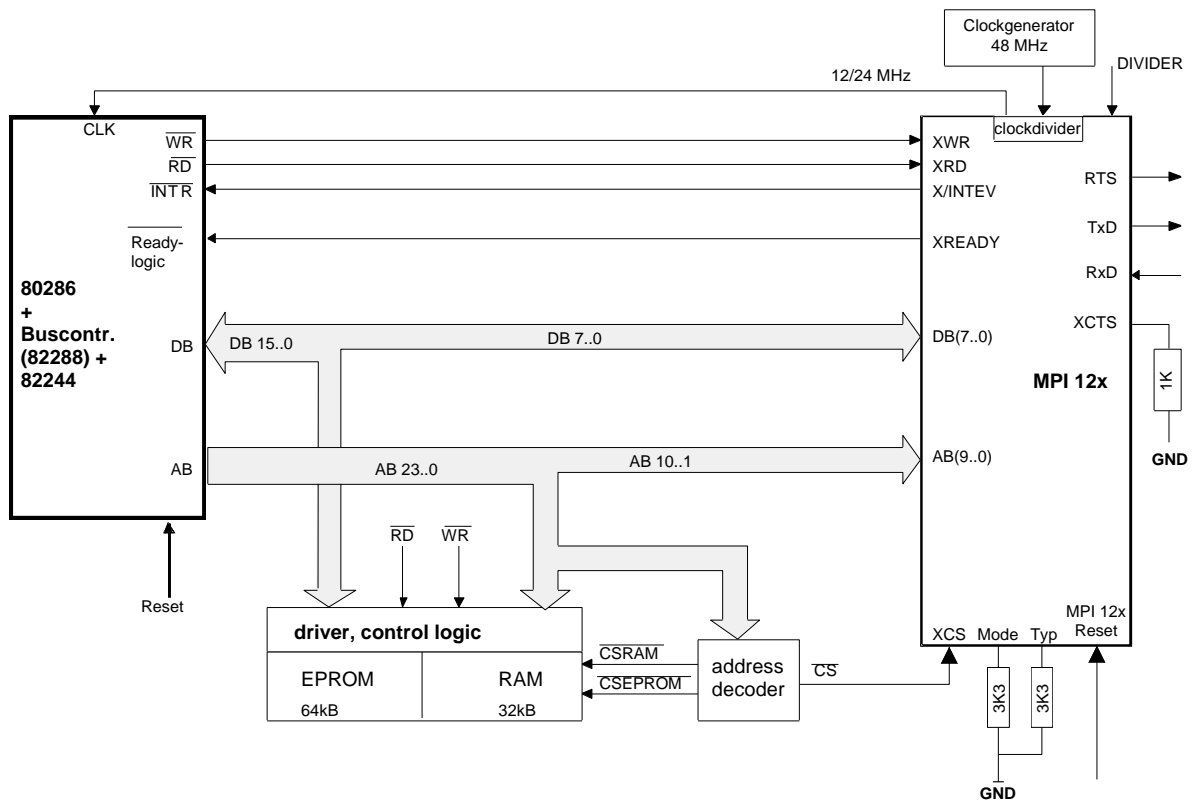 Clockgenerator
48 MHz
DIVIDER
12/24 MHz
CLK
clockdivider
WR
XWR
RD
XRD
INTR
X/INTEV
RTS
Ready-
logic
XREADY
TxD
RxD
80286
+
Buscontr.
(82288) +
82244
XCTS
DB
DB 15..0
DB 7..0
DB(7..0)
MPI 12x
1K
GND
AB
AB 23..0
AB 10..1
AB(9..0)
RD
WR
Reset
driver, control logic
EPROM
64kB
RAM
32kB
CSRAM
CSEPROM
address
decoder
CS
XCS
Mode
Typ
MPI 12x
Reset
3K3
3K3
GND